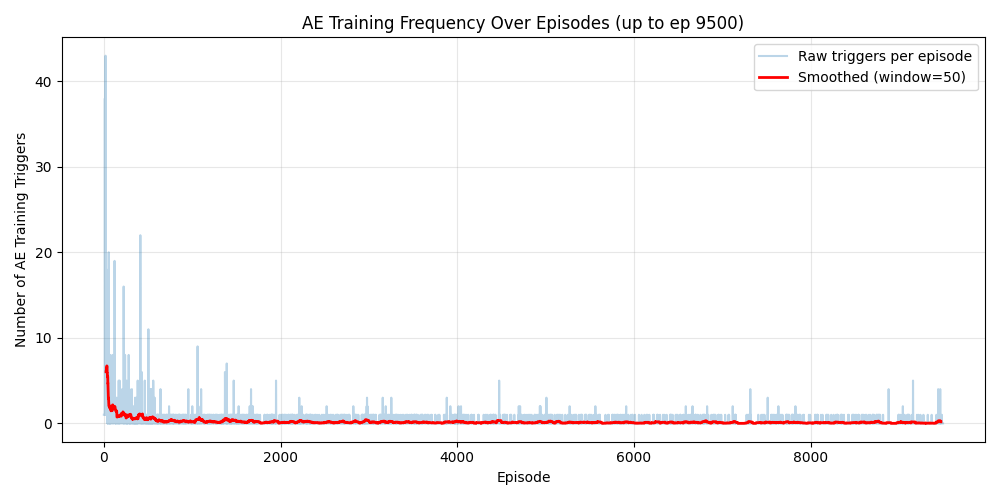 AE Training Frequency Over Episodes (up to ep 9500)
Raw triggers per episode
Smoothed (window=50)
Number of AE Training Triggers
40
30
20
10
0
0 2000 4000 6000 8000
Episode